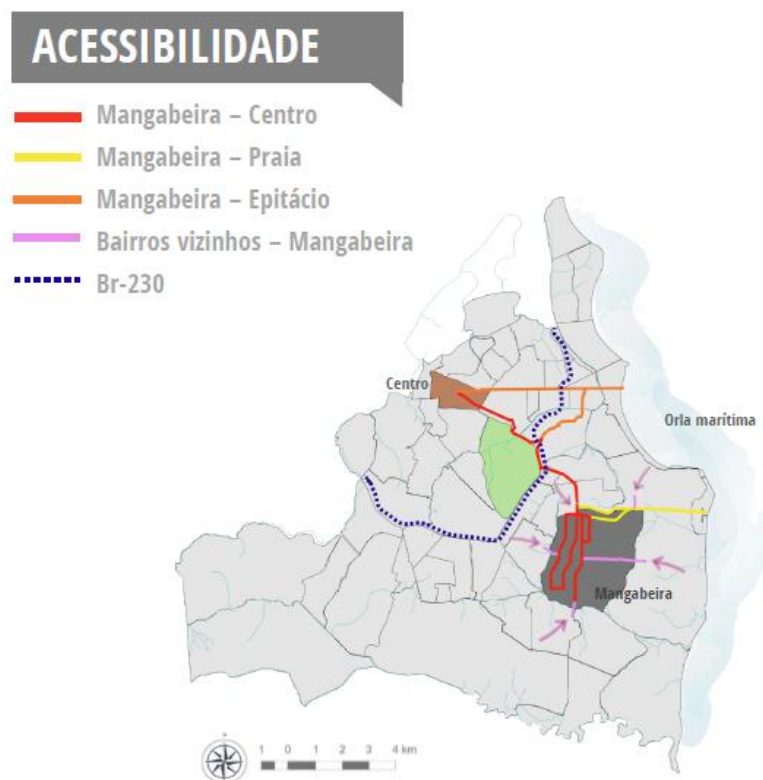 ACESSIBILIDADE
Mangabeira – Centro
Mangabeira – Praia
Mangabeira – Epitácio
Bairros vizinhos – Mangabeira
Br-230
Centro
Orla marítima
Mangabeira
1 0 1 2 3 4 km